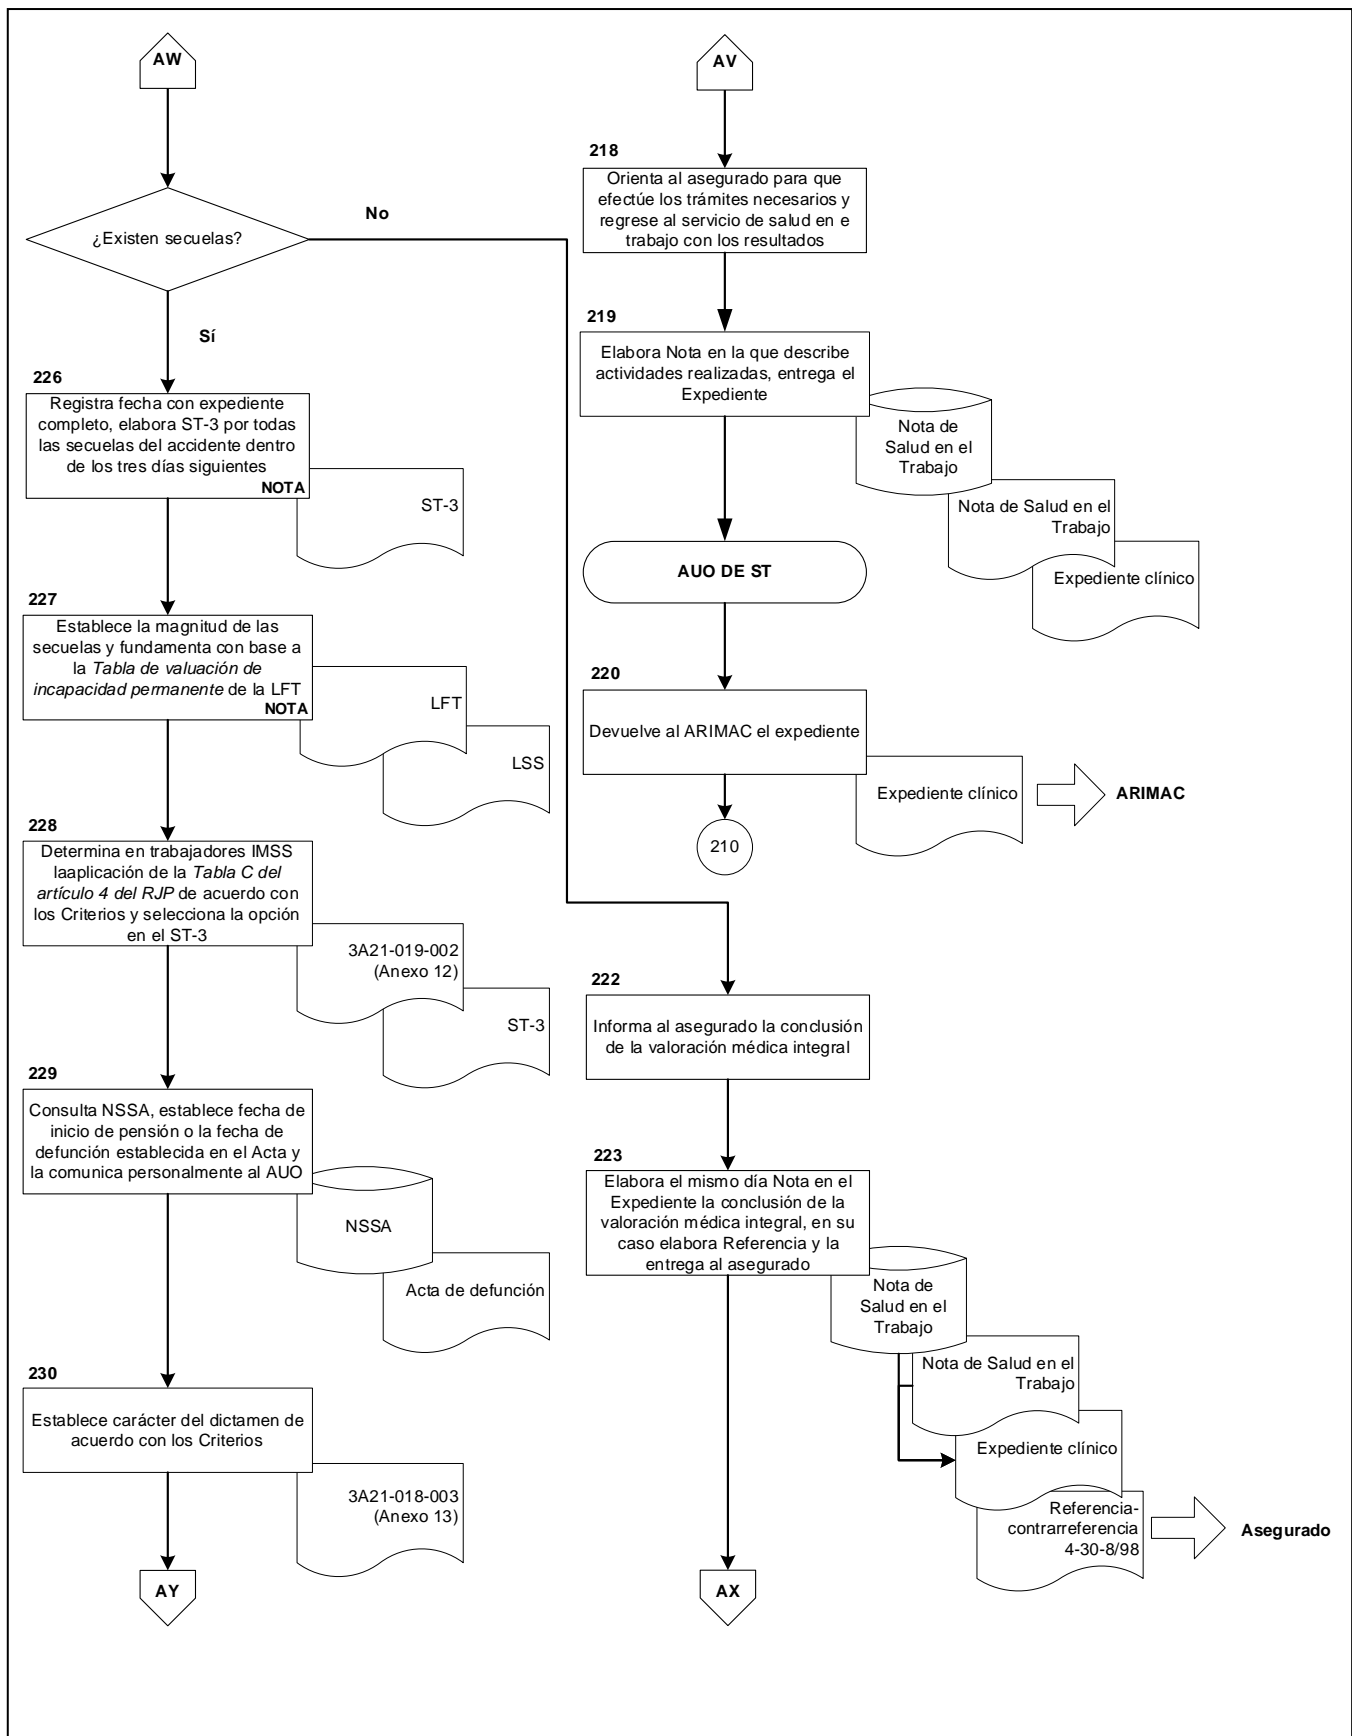 AW
¿Existen secuelas?
No
Sí
226
Registra fecha con expediente
completo, elabora ST-3 por todas
las secuelas del accidente dentro
de los tres días siguientes
NOTA
ST-3
227
Establece la magnitud de las
secuelas y fundamenta con base a
la Tabla de valuación de
incapacidad permanente de la LFT
NOTA
LFT
LSS
228
Determina en trabajadores IMSS
laaplicación de la Tabla C del
artículo 4 del RJP de acuerdo con
los Criterios y selecciona la opción
en el ST-3
3A21-019-002
(Anexo 12)
ST-3
229
Consulta NSSA, establece fecha de
inicio de pensión o la fecha de
defunción establecida en el Acta y
la comunica personalmente al AUO
NSSA
Acta de defunción
230
Establece carácter del dictamen de
acuerdo con los Criterios
3A21-018-003
(Anexo 13)
AY
AV
218
Orienta al asegurado para que
efectúe los trámites necesarios y
regrese al servicio de salud en e
trabajo con los resultados
219
Elabora Nota en la que describe
actividades realizadas, entrega el
Expediente
Nota de
Salud en el
Trabajo
Nota de Salud en el
Trabajo
Expediente clínico
AUO DE ST
220
Devuelve al ARIMAC el expediente
Expediente clínico
ARIMAC
210
222
Informa al asegurado la conclusión
de la valoración médica integral
223
Elabora el mismo día Nota en el
Expediente la conclusión de la
valoración médica integral, en su
caso elabora Referencia y la
entrega al asegurado
Nota de
Salud en el
Trabajo
Nota de Salud en el
Trabajo
Expediente clínico
Referencia-
contrarreferencia
4-30-8/98
Asegurado
AX